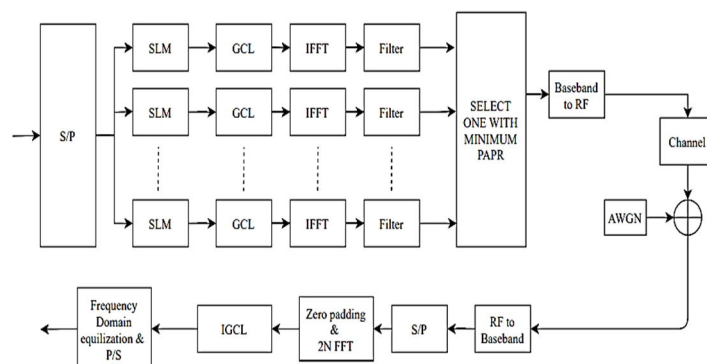 S/P
SLM
GCL
IFFT
Filter
SLM
GCL
IFFT
Filter
SLM
GCL
IFFT
Filter
SELECT
ONE WITH
MINIMUM
PAPR
Baseband
to RF
Channel
AWGN
RF to
Baseband
S/P
Zero padding
&
2N FFT
IGCL
Frequency
Domain
equilization &
P/S